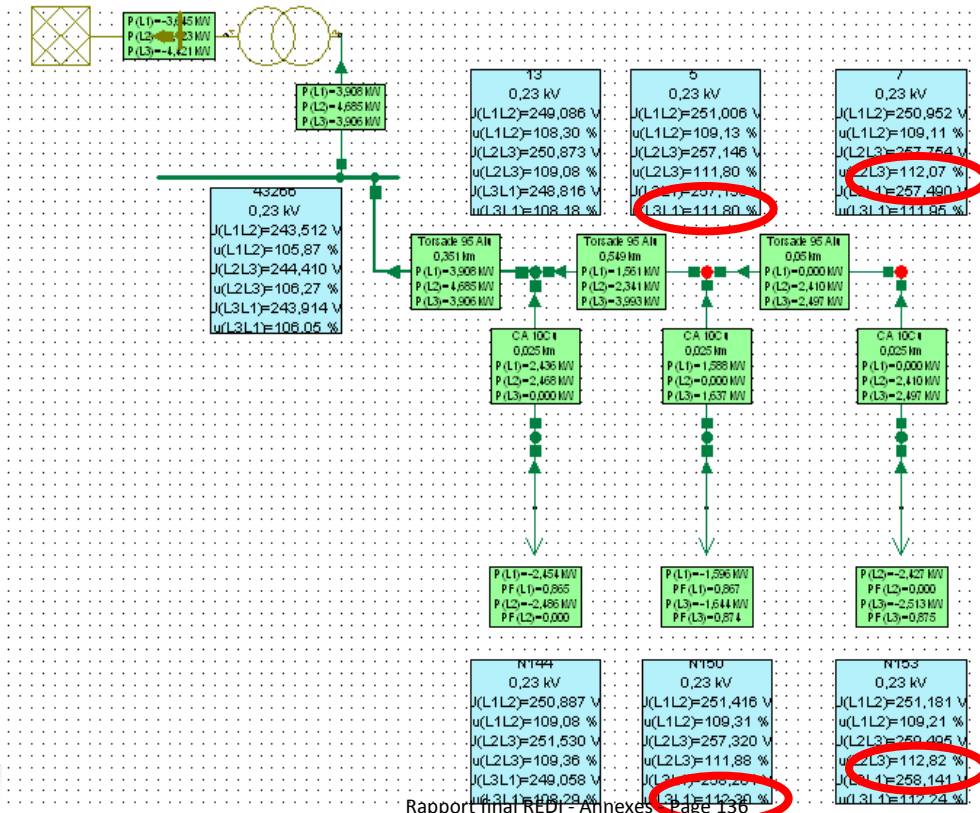 P(L1)=-3,645 kW
P(L2)
P(L3)=-4,421 kW
P(L1)=3,908 kW
P(L2)=4,685 kW
P(L3)=3,906 kW
13
0,23 kV
U(L1L2)=249,086 V
u(L1L2)=108,30 %
U(L2L3)=250,873 V
u(L2L3)=109,08 %
U(L3L1)=248,816 V
u(L3L1)=108,18 %
5
0,23 kV
U(L1L2)=251,006 V
u(L1L2)=109,13 %
U(L2L3)=257,146 V
u(L2L3)=111,80 %
u(L3L1)=111,80 %
7
0,23 kV
U(L1L2)=250,952 V
u(L1L2)=109,11 %
U(L2L3)=257,754 V
u(L2L3)=112,07 %
U(L3L1)=257,490 V
u(L3L1)=111,95 %
43266
0,23 kV
U(L1L2)=243,512 V
u(L1L2)=105,87 %
U(L2L3)=244,410 V
u(L2L3)=106,27 %
U(L3L1)=243,914 V
u(L3L1)=106,05 %
Torsade 95 Alu
0,351 km
P(L1)=3,908 kW
P(L2)=4,685 kW
P(L3)=3,906 kW
Torsade 95 Alu
0,549 km
P(L1)=1,561 kW
P(L2)=2,341 kW
P(L3)=3,993 kW
Torsade 95 Alu
0,05 km
P(L1)=0,000 kW
P(L2)=2,410 kW
P(L3)=2,497 kW
CA 10Cu
0,025 km
P(L1)=2,436 kW
P(L2)=2,468 kW
P(L3)=0,000 kW
CA 10Cu
0,025 km
P(L1)=1,588 kW
P(L2)=0,000 kW
P(L3)=1,637 kW
CA 10Cu
0,025 km
P(L1)=0,000 kW
P(L2)=2,410 kW
P(L3)=2,497 kW
P(L1)=-2,454 kW
PF(L1)=0,865
P(L2)=-2,486 kW
PF(L2)=0,000
P(L1)=-1,596 kW
PF(L1)=0,867
P(L3)=-1,644 kW
PF(L3)=0,874
P(L2)=-2,427 kW
PF(L2)=0,000
P(L3)=-2,513 kW
PF(L3)=0,875
N144
0,23 kV
U(L1L2)=250,887 V
u(L1L2)=109,08 %
U(L2L3)=251,530 V
u(L2L3)=109,36 %
U(L3L1)=249,058 V
u(L3L1)=108,29 %
N150
0,23 kV
U(L1L2)=251,416 V
u(L1L2)=109,31 %
U(L2L3)=257,320 V
u(L2L3)=111,88 %
u(L3L1)=112,30 %
N153
0,23 kV
U(L1L2)=251,181 V
u(L1L2)=109,21 %
U(L2L3)=259,495 V
u(L2L3)=112,82 %
U(L3L1)=258,141 V
u(L3L1)=112,24 %
Rapport final REDI - Annexes - Page 136